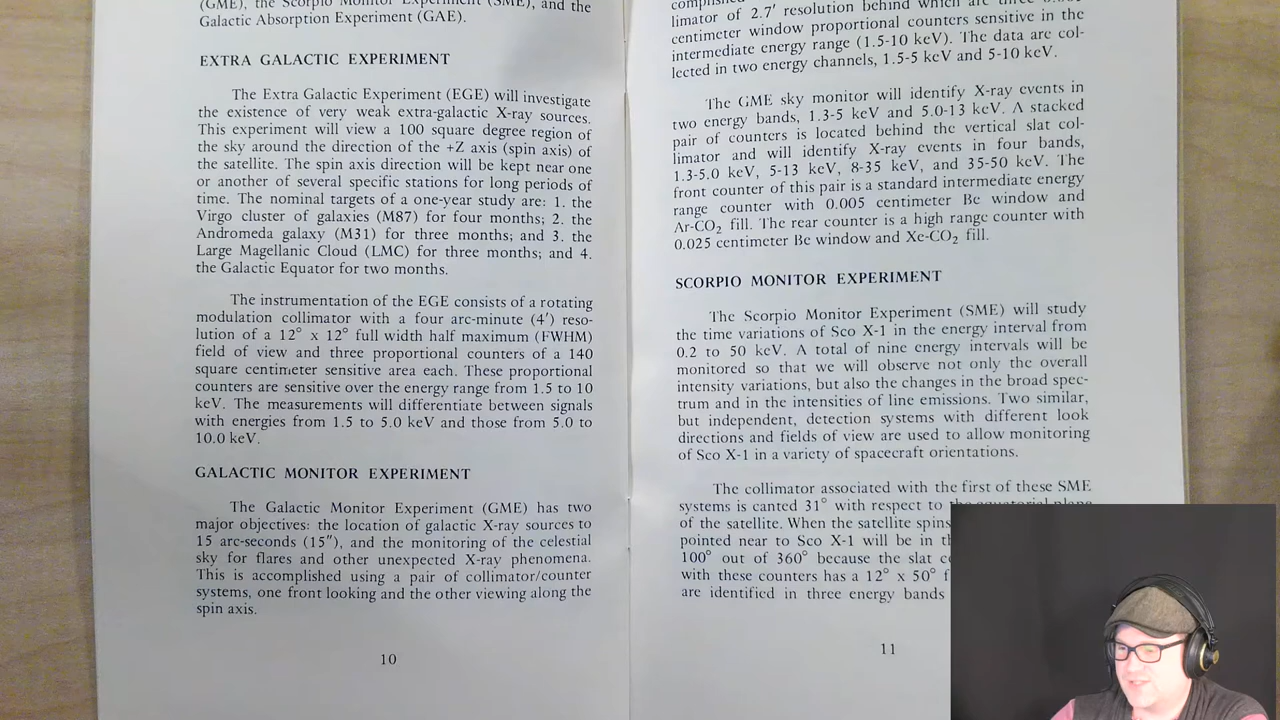 (GME), the Scorpio Monitor Experiment (SME), and the
Galactic Absorption Experiment (GAE).
EXTRA GALACTIC EXPERIMENT
The Extra Galactic Experiment (EGE) will investigate
the existence of very weak extra-galactic X-ray sources.
This experiment will view a 100 square degree region of
the sky around the direction of the +Z axis (spin axis) of
the satellite. The spin axis direction will be kept near one
or another of several specific stations for long periods of
time. The nominal targets of a one-year study are: 1. the
Virgo cluster of galaxies (M87) for four months; 2. the
Andromeda galaxy (M31) for three months; and 3. the
Large Magellanic Cloud (LMC) for three months; and 4.
the Galactic Equator for two months.
The instrumentation of the EGE consists of a rotating
modulation collimator with a four arc-minute (4′) reso-
lution of a 12° x 12° full width half maximum (FWHM)
field of view and three proportional counters of a 140
square centimeter sensitive area each. These proportional
counters are sensitive over the energy range from 1.5 to 10
keV. The measurements will differentiate between signals
with energies from 1.5 to 5.0 keV and those from 5.0 to
10.0 keV.
GALACTIC MONITOR EXPERIMENT
The Galactic Monitor Experiment (GME) has two
major objectives: the location of galactic X-ray sources to
15 arc-seconds (15″), and the monitoring of the celestial
sky for flares and other unexpected X-ray phenomena.
This is accomplished using a pair of collimator/counter
systems, one front looking and the other viewing along the
spin axis.
10
limator of 2.7′ resolution behind which are three
centimeter window proportional counters sensitive in the
intermediate energy range (1.5-10 keV). The data are col-
lected in two energy channels, 1.5-5 keV and 5-10 keV.
The GME sky monitor will identify X-ray events in
two energy bands, 1.3-5 keV and 5.0-13 keV. A stacked
pair of counters is located behind the vertical slat col-
limator and will identify X-ray events in four bands,
1.3-5.0 keV, 5-13 keV, 8-35 keV, and 35-50 keV. The
front counter of this pair is a standard intermediate energy
range counter with 0.005 centimeter Be window and
Ar-CO₂ fill. The rear counter is a high range counter with
0.025 centimeter Be window and Xe-CO₂ fill.
SCORPIO MONITOR EXPERIMENT
The Scorpio Monitor Experiment (SME) will study
the time variations of Sco X-1 in the energy interval from
0.2 to 50 keV. A total of nine energy intervals will be
monitored so that we will observe not only the overall
intensity variations, but also the changes in the broad spec-
trum and in the intensities of line emissions. Two similar,
but independent, detection systems with different look
directions and fields of view are used to allow monitoring
of Sco X-1 in a variety of spacecraft orientations.
The collimator associated with the first of these SME
systems is canted 31° with respect to the equatorial plane
of the satellite. When the satellite spins
pointed near to Sco X-1 will be in
100° out of 360° because the slat
with these counters has a 12° x 50°
are identified in three energy bands
11